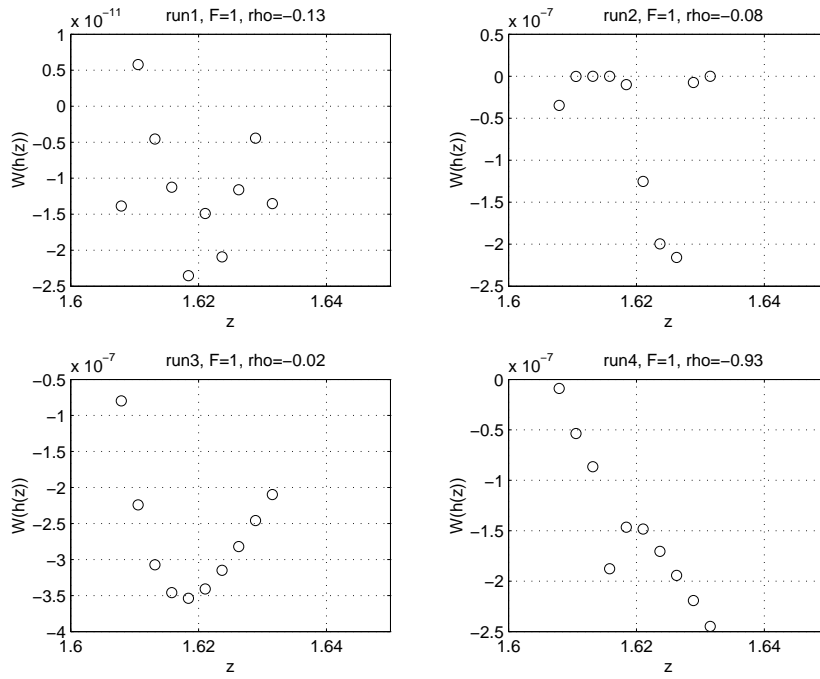 x 10⁻¹¹ run1, F=1, rho=−0.13
1
0.5
0
−0.5
−1
−1.5
−2
−2.5
W(h(z))
1.6 1.62 1.64
z
x 10⁻⁷ run2, F=1, rho=−0.08
0.5
0
−0.5
−1
−1.5
−2
−2.5
W(h(z))
1.6 1.62 1.64
z
x 10⁻⁷ run3, F=1, rho=−0.02
−0.5
−1
−1.5
−2
−2.5
−3
−3.5
−4
W(h(z))
1.6 1.62 1.64
z
x 10⁻⁷ run4, F=1, rho=−0.93
0
−0.5
−1
−1.5
−2
−2.5
W(h(z))
1.6 1.62 1.64
z